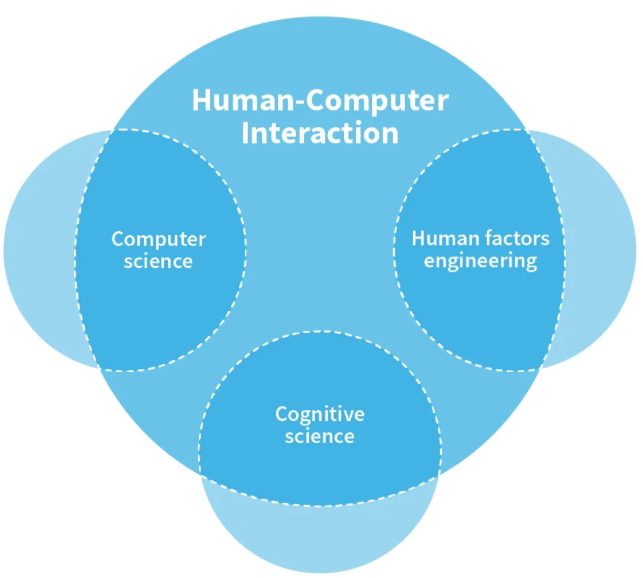 Human-Computer
Interaction
Computer
science
Human factors
engineering
Cognitive
science